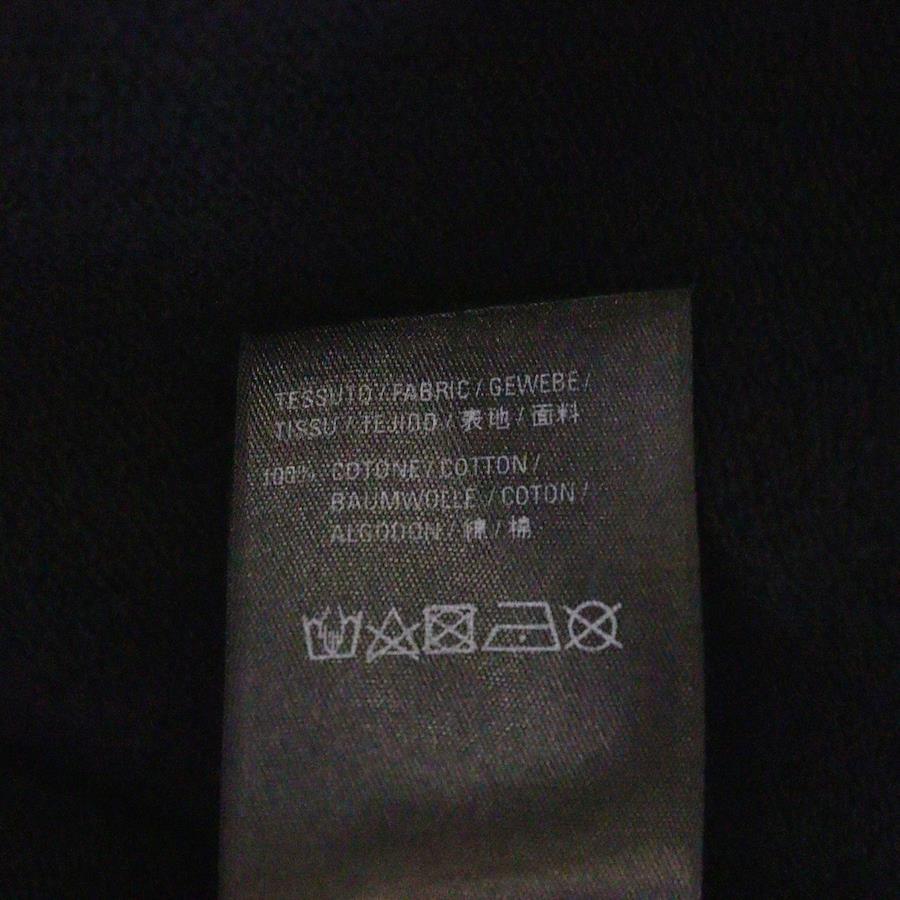 TESSUTO / FABRIC / GEWEBE /
TISSU / TEJIDO / 表地 / 面料
100% COTONE / COTTON /
BAUMWOLLE / COTON /
ALGODON / 綿 / 棉